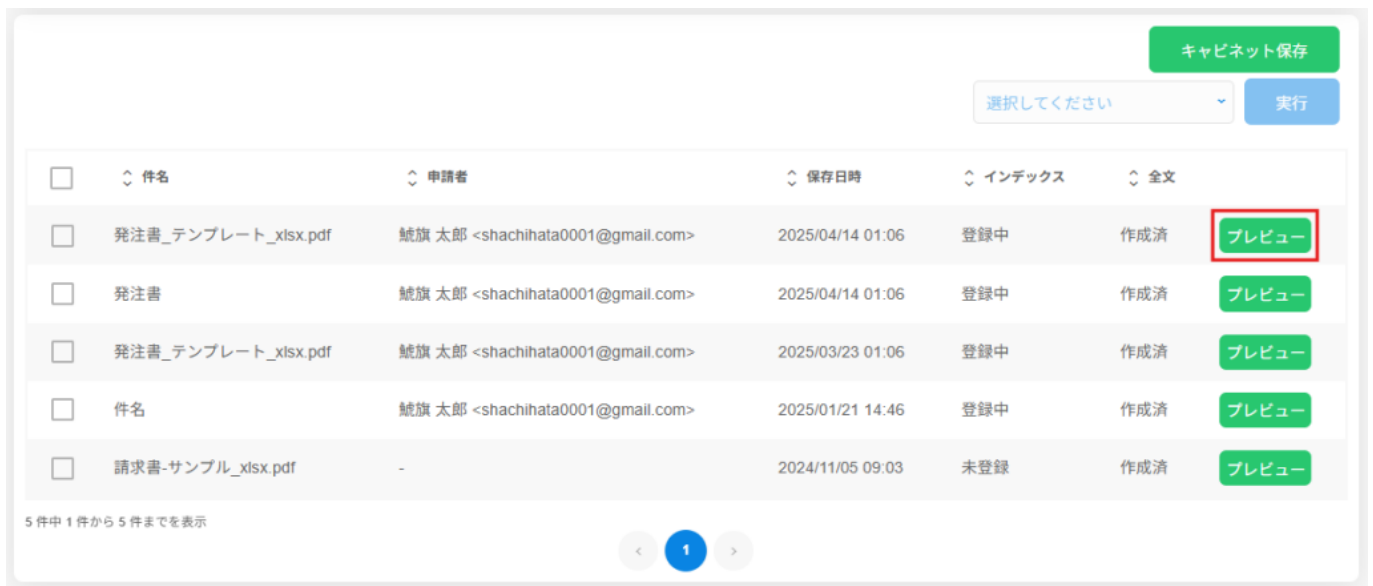 キャビネット保存
選択してください 実行
件名 申請者 保存日時 インデックス 全文
発注書_テンプレート_xlsx.pdf 鯱旗 太郎 <shachihata0001@gmail.com> 2025/04/14 01:06 登録中 作成済 プレビュー
発注書 鯱旗 太郎 <shachihata0001@gmail.com> 2025/04/14 01:06 登録中 作成済 プレビュー
発注書_テンプレート_xlsx.pdf 鯱旗 太郎 <shachihata0001@gmail.com> 2025/03/23 01:06 登録中 作成済 プレビュー
件名 鯱旗 太郎 <shachihata0001@gmail.com> 2025/01/21 14:46 登録中 作成済 プレビュー
請求書-サンプル_xlsx.pdf - 2024/11/05 09:03 未登録 作成済 プレビュー
5 件中 1 件から 5 件までを表示
‹ 1 ›